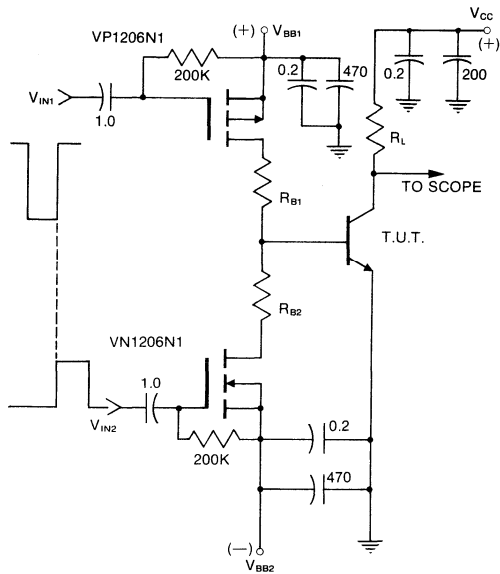 VP1206N1
(+) VBB1
VCC
(+)
200K
0.2
470
0.2
200
VIN1
1.0
RL
TO SCOPE
RB1
T.U.T.
RB2
VN1206N1
1.0
VIN2
0.2
200K
470
(—)
VBB2